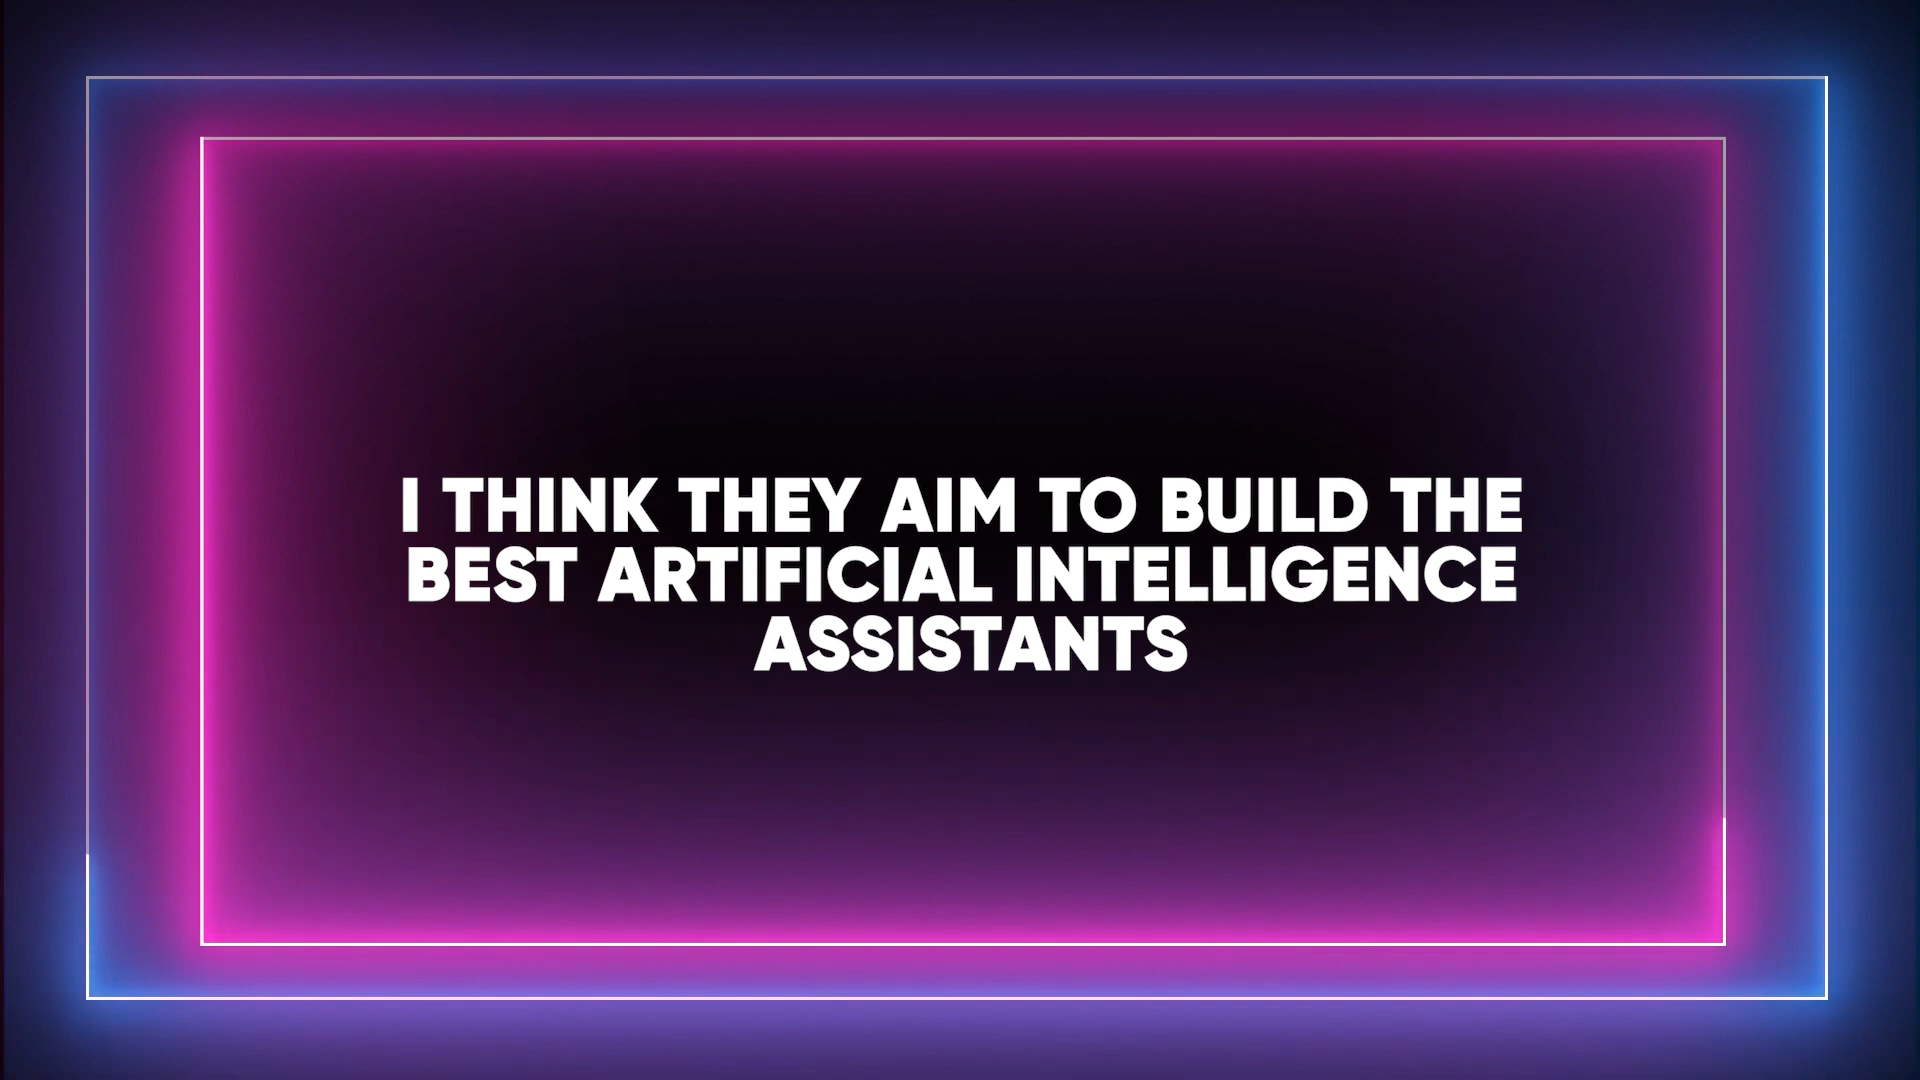 I THINK THEY AIM TO BUILD THE
BEST ARTIFICIAL INTELLIGENCE
ASSISTANTS